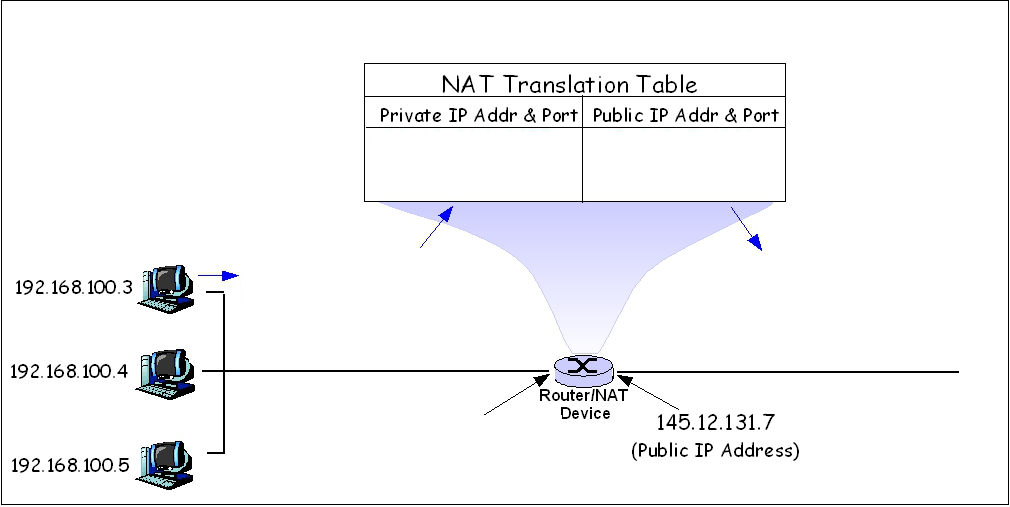 NAT Translation Table
Private IP Addr & Port
Public IP Addr & Port
192.168.100.3
192.168.100.4
192.168.100.5
Router/NAT
Device
145.12.131.7
(Public IP Address)